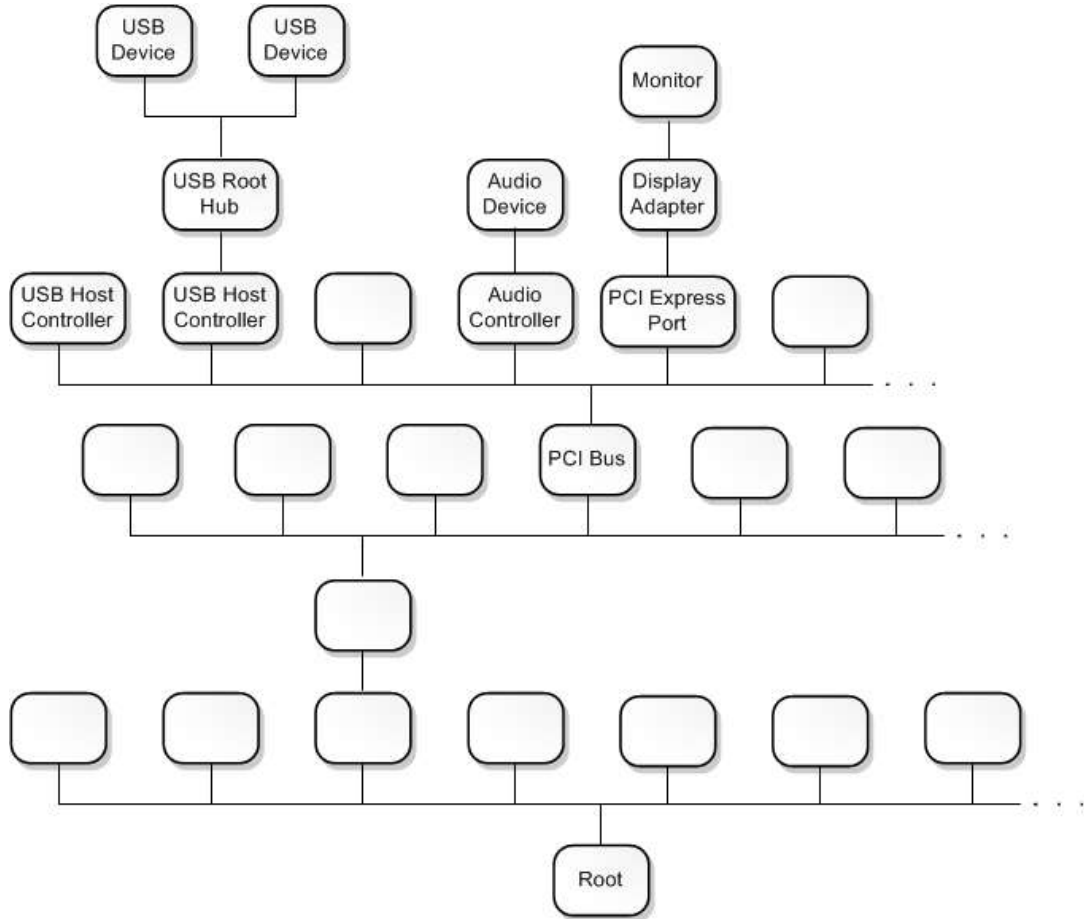 USB
Device
USB
Device
Monitor
USB Root
Hub
Audio
Device
Display
Adapter
USB Host
Controller
USB Host
Controller
Audio
Controller
PCI Express
Port
. . .
PCI Bus
. . .
Root
. . .